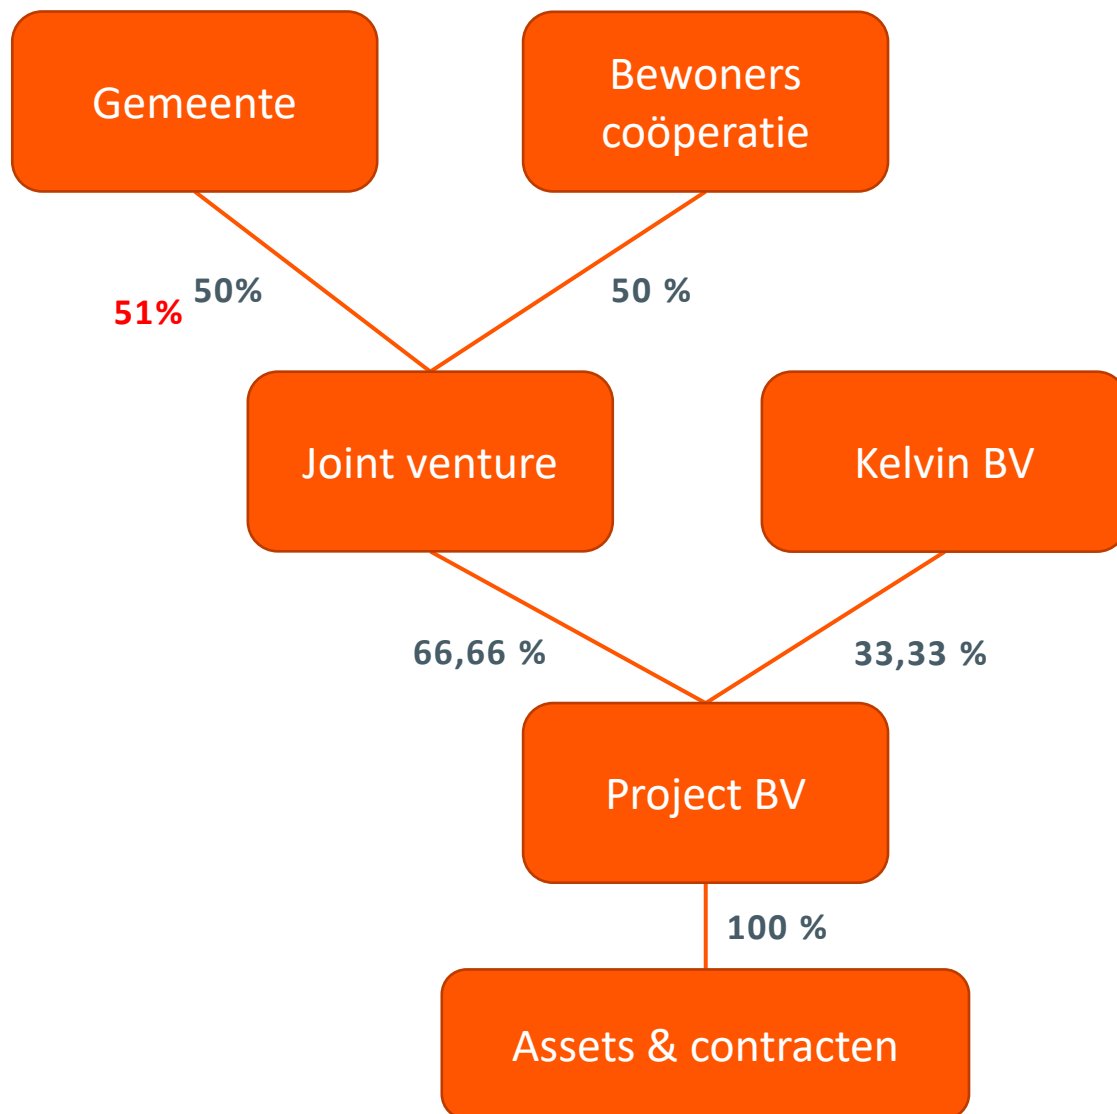 Gemeente
Bewoners
coöperatie
50%
51%
50 %
Joint venture
Kelvin BV
66,66 %
33,33 %
Project BV
100 %
Assets & contracten